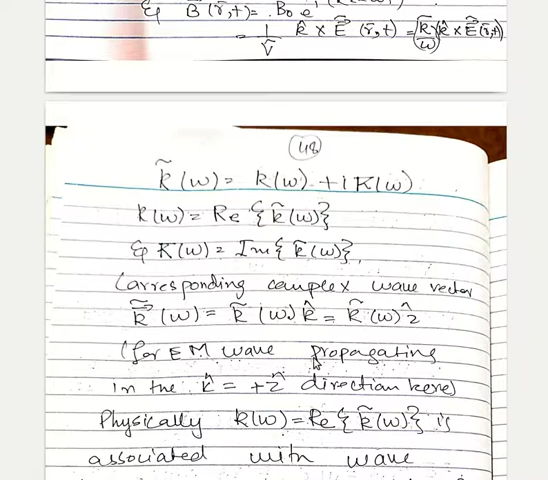 & B̃(r̄,t) = B₀ e^i(
= 1/ṽ k̂ × Ẽ (r̄,t) = (k̃/ω) k̂ × Ẽ(r̄,t)
48
k̃(ω) = k(ω) + i K(ω)
k(ω) = Re {k̃(ω)}
& K(ω) = Im{k̃(ω)}.
Corresponding complex wave vector
k̃⃗(ω) = k̃(ω) k̂ = k̃(ω) ẑ
(for EM wave propagating
in the k̂ = +ẑ direction here)
Physically k(ω) = Re{k̃(ω)} is
associated with wave